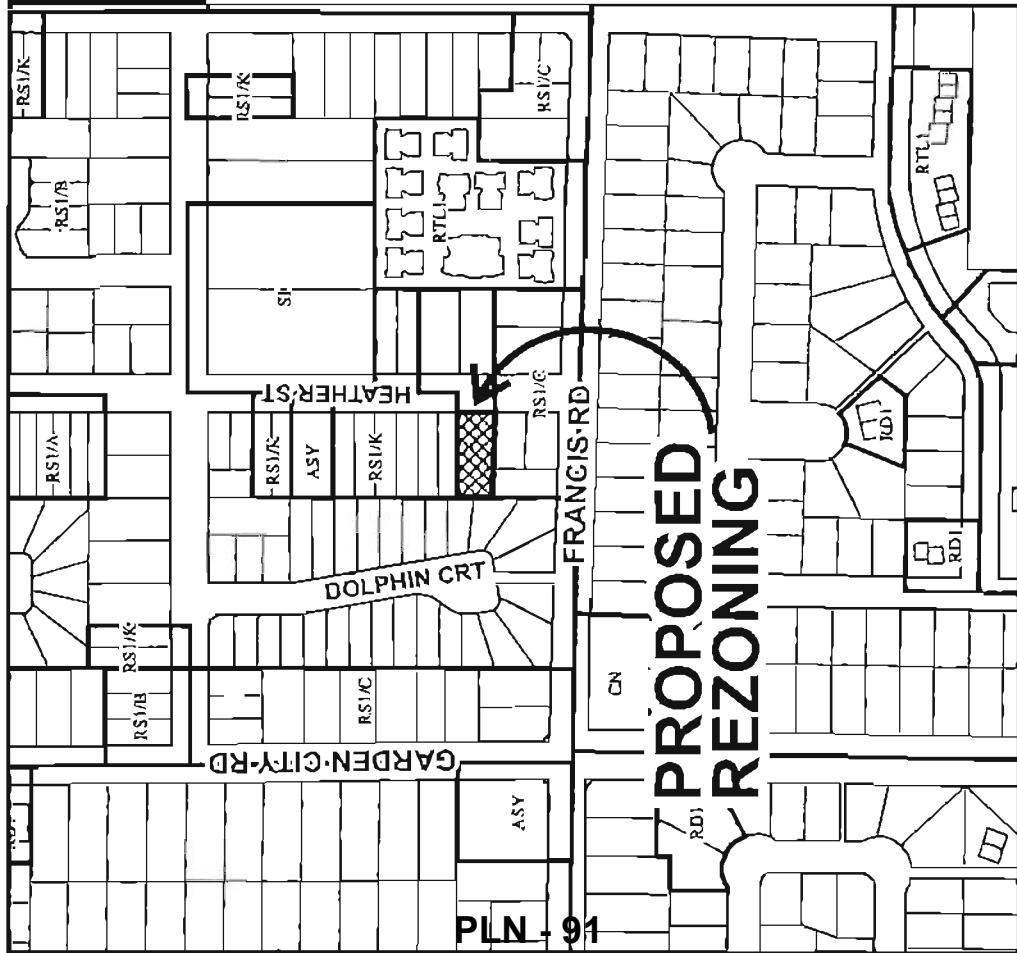 RS1/K
RS1/K
RS1/C
RS1/B
RTL1
SI
HEATHER ST
RS1/A
RS1/K
ASY
RS1/K
RS1/C
FRANCIS RD
DOLPHIN CRT
PROPOSED
REZONING
RD1
RD1
RS1/K
RS1/B
RS1/C
CN
GARDEN CITY RD
ASY
RD1
PLN - 91